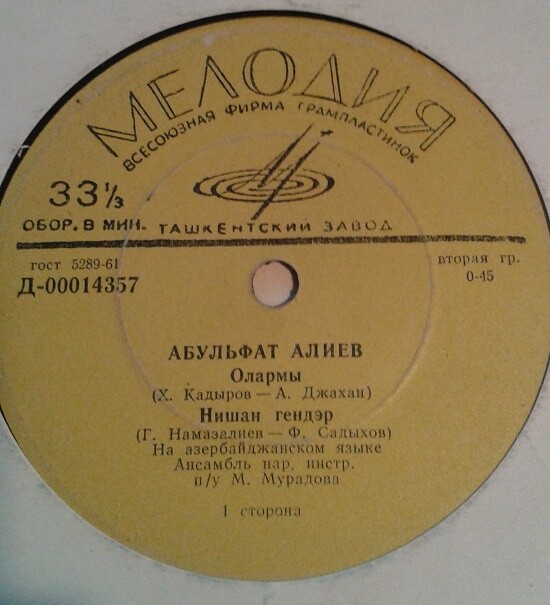 МЕЛОДИЯ
ВСЕСОЮЗНАЯ ФИРМА ГРАМПЛАСТИНОК
33⅓
ОБОР. В МИН. ТАШКЕНТСКИЙ ЗАВОД
гост 5289-61
Д-00014357
вторая гр.
0-45
АБУЛЬФАТ АЛИЕВ
Олармы
(Х. Кадыров — А. Джахан)
Нишан гендэр
(Г. Намазалиев — Ф. Садыхов)
На азербайджанском языке
Ансамбль нар. инстр.
п/у М. Мурадова
1 сторона